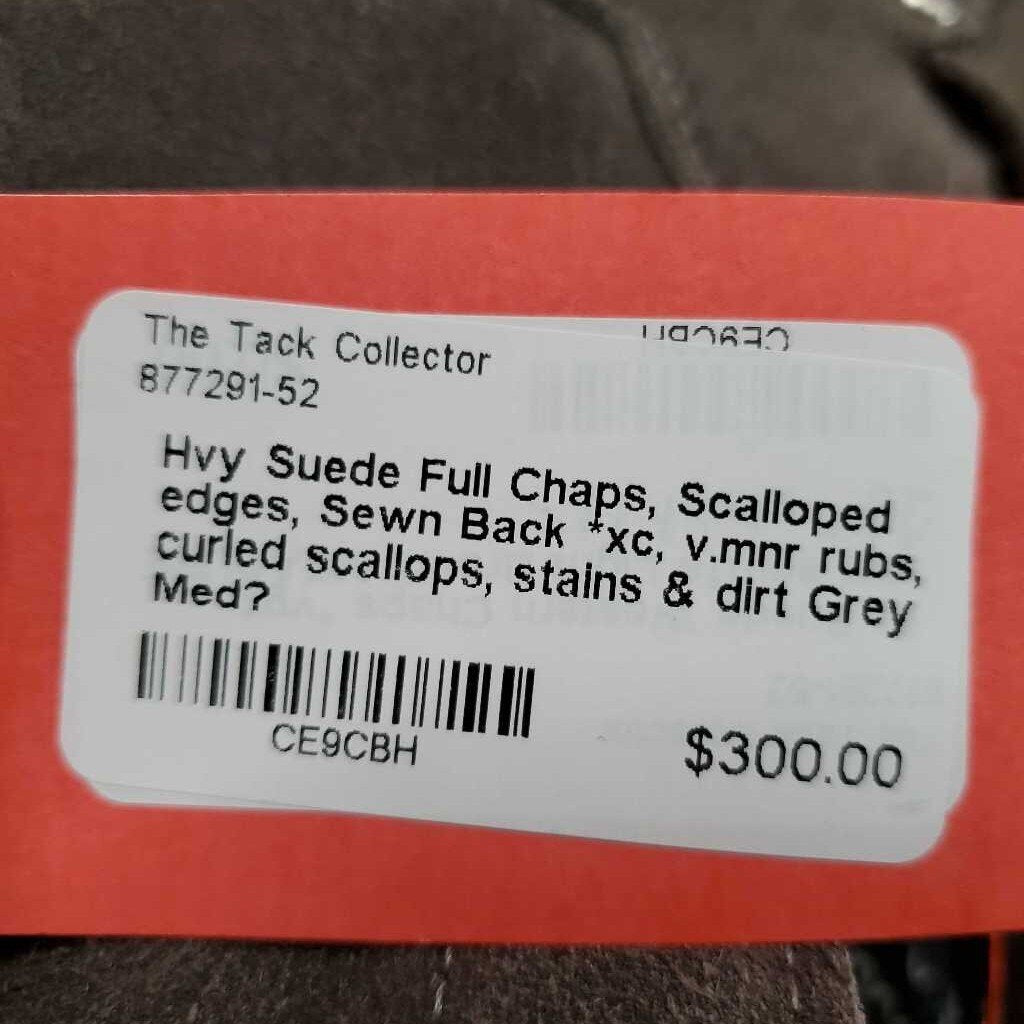 The Tack Collector
CE9CBH
877291-52
Hvy Suede Full Chaps, Scalloped
edges, Sewn Back *xc, v.mnr rubs,
curled scallops, stains & dirt Grey
Med?
CE9CBH
$300.00